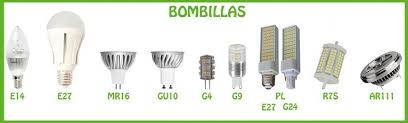 BOMBILLAS
E14 E27 MR16 GU10 G4 G9 PL R7S AR111
E27 G24